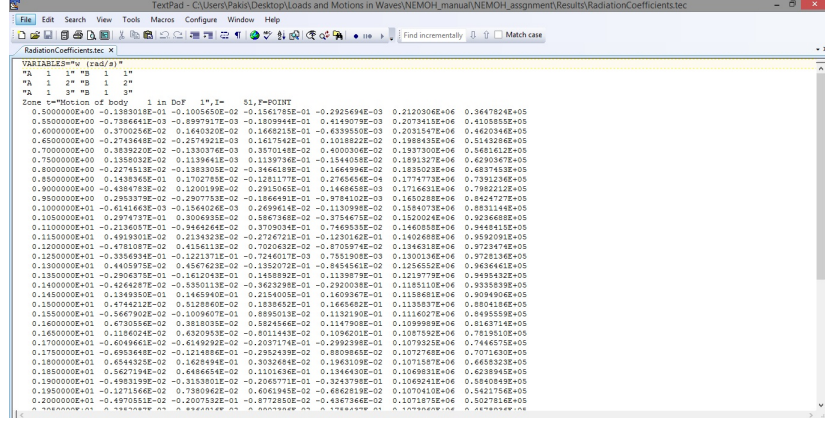 TextPad - C:\Users\Pakis\Desktop\Loads and Motions in Waves\NEMOH_manual\NEMOH_assgnment\Results\RadiationCoefficients.tec
File Edit Search View Tools Macros Configure Window Help
Find incrementally Match case
RadiationCoefficients.tec ×
VARIABLES="w (rad/s)"
"A 1 1" "B 1 1"
"A 1 2" "B 1 2"
"A 1 3" "B 1 3"
Zone t="Motion of body 1 in DoF 1",I= 51,F=POINT
0.5000000E+00 -0.1383018E-01 -0.1005650E-02 -0.1561785E-01 -0.2925694E-03 0.2120306E+06 0.3647824E+05
0.5500000E+00 -0.7386641E-03 -0.8997917E-03 -0.1809944E-01 0.4149079E-03 0.2073415E+06 0.4105855E+05
0.6000000E+00 0.3700256E-02 0.1640320E-02 0.1668215E-01 -0.6339550E-03 0.2031547E+06 0.4620346E+05
0.6500000E+00 -0.2743648E-02 -0.2574921E-03 0.1617542E-01 0.1018822E-02 0.1988435E+06 0.5143286E+05
0.7000000E+00 0.3839220E-02 0.1330376E-03 0.3570148E-02 0.4000306E-02 0.1937300E+06 0.5681612E+05
0.7500000E+00 0.1358032E-02 0.1139641E-03 0.1139736E-01 -0.1544058E-02 0.1891327E+06 0.6290367E+05
0.8000000E+00 -0.2274513E-02 -0.1383305E-02 -0.3466189E-01 0.1664996E-02 0.1835023E+06 0.6837453E+05
0.8500000E+00 0.1438365E-01 0.1702785E-02 -0.1281177E-01 0.2765656E-04 0.1777473E+06 0.7391236E+05
0.9000000E+00 -0.4384783E-02 0.1200199E-02 0.2915065E-01 0.1468658E-03 0.1716631E+06 0.7982212E+05
0.9500000E+00 0.2953379E-02 -0.2907753E-02 -0.1866491E-01 -0.9784102E-03 0.1650288E+06 0.8424727E+05
0.1000000E+01 -0.6141663E-03 -0.1564026E-03 0.2699614E-02 -0.1130998E-02 0.1584073E+06 0.8831144E+05
0.1050000E+01 0.2974737E-01 0.3006935E-02 0.5867368E-02 -0.3754675E-02 0.1520024E+06 0.9236688E+05
0.1100000E+01 -0.2136057E-01 -0.9464264E-02 0.3709034E-01 0.7469535E-02 0.1460858E+06 0.9448415E+05
0.1150000E+01 0.4919301E-02 0.2134323E-02 -0.2726721E-01 -0.1230162E-01 0.1402688E+06 0.9592091E+05
0.1200000E+01 -0.4781087E-02 0.4156113E-02 0.7020632E-02 -0.8705974E-02 0.1346318E+06 0.9723474E+05
0.1250000E+01 -0.3356934E-01 -0.1221371E-01 -0.7246017E-03 0.7551908E-03 0.1300136E+06 0.9728136E+05
0.1300000E+01 0.4405975E-02 0.4567623E-02 -0.1352072E-01 -0.8454561E-02 0.1256552E+06 0.9636461E+05
0.1350000E+01 -0.2906375E-01 -0.1612043E-01 0.1458892E-01 0.1139879E-01 0.1219779E+06 0.9495432E+05
0.1400000E+01 -0.4264287E-02 -0.5350113E-02 -0.3623298E-01 -0.2920038E-01 0.1185110E+06 0.9335839E+05
0.1450000E+01 0.1349350E-01 0.1465940E-01 0.2154005E-01 0.1609367E-01 0.1158681E+06 0.9094906E+05
0.1500000E+01 0.4744212E-02 0.5128860E-02 0.1838652E-01 0.1665682E-01 0.1135837E+06 0.8804186E+05
0.1550000E+01 -0.5667902E-02 -0.1009607E-01 0.8895013E-02 0.1132190E-01 0.1116027E+06 0.8495559E+05
0.1600000E+01 0.6730556E-02 0.3818035E-02 0.5824566E-02 0.1147908E-01 0.1099989E+06 0.8163714E+05
0.1650000E+01 0.1186024E-02 0.6320953E-02 -0.8011443E-02 0.1096201E-01 0.1087592E+06 0.7819510E+05
0.1700000E+01 -0.6049661E-02 -0.6149292E-02 -0.2037174E-01 -0.2992398E-01 0.1079325E+06 0.7446575E+05
0.1750000E+01 -0.6953648E-02 -0.1214886E-01 -0.2952439E-02 0.8809865E-02 0.1072768E+06 0.7071630E+05
0.1800000E+01 0.6544325E-02 0.1628494E-01 0.3032684E-02 0.1963109E-02 0.1071587E+06 0.6658323E+05
0.1850000E+01 0.5627194E-02 0.6486654E-02 0.1101636E-01 0.1346430E-01 0.1069831E+06 0.6238945E+05
0.1900000E+01 -0.4983199E-02 -0.3153801E-02 -0.2065771E-01 -0.3243798E-01 0.1069241E+06 0.5840849E+05
0.1950000E+01 -0.1271566E-02 0.7380962E-02 0.6061945E-02 -0.6862819E-02 0.1070410E+06 0.5421756E+05
0.2000000E+01 -0.4970551E-02 -0.2007532E-01 -0.8772850E-02 -0.4367366E-02 0.1071875E+06 0.5027816E+05